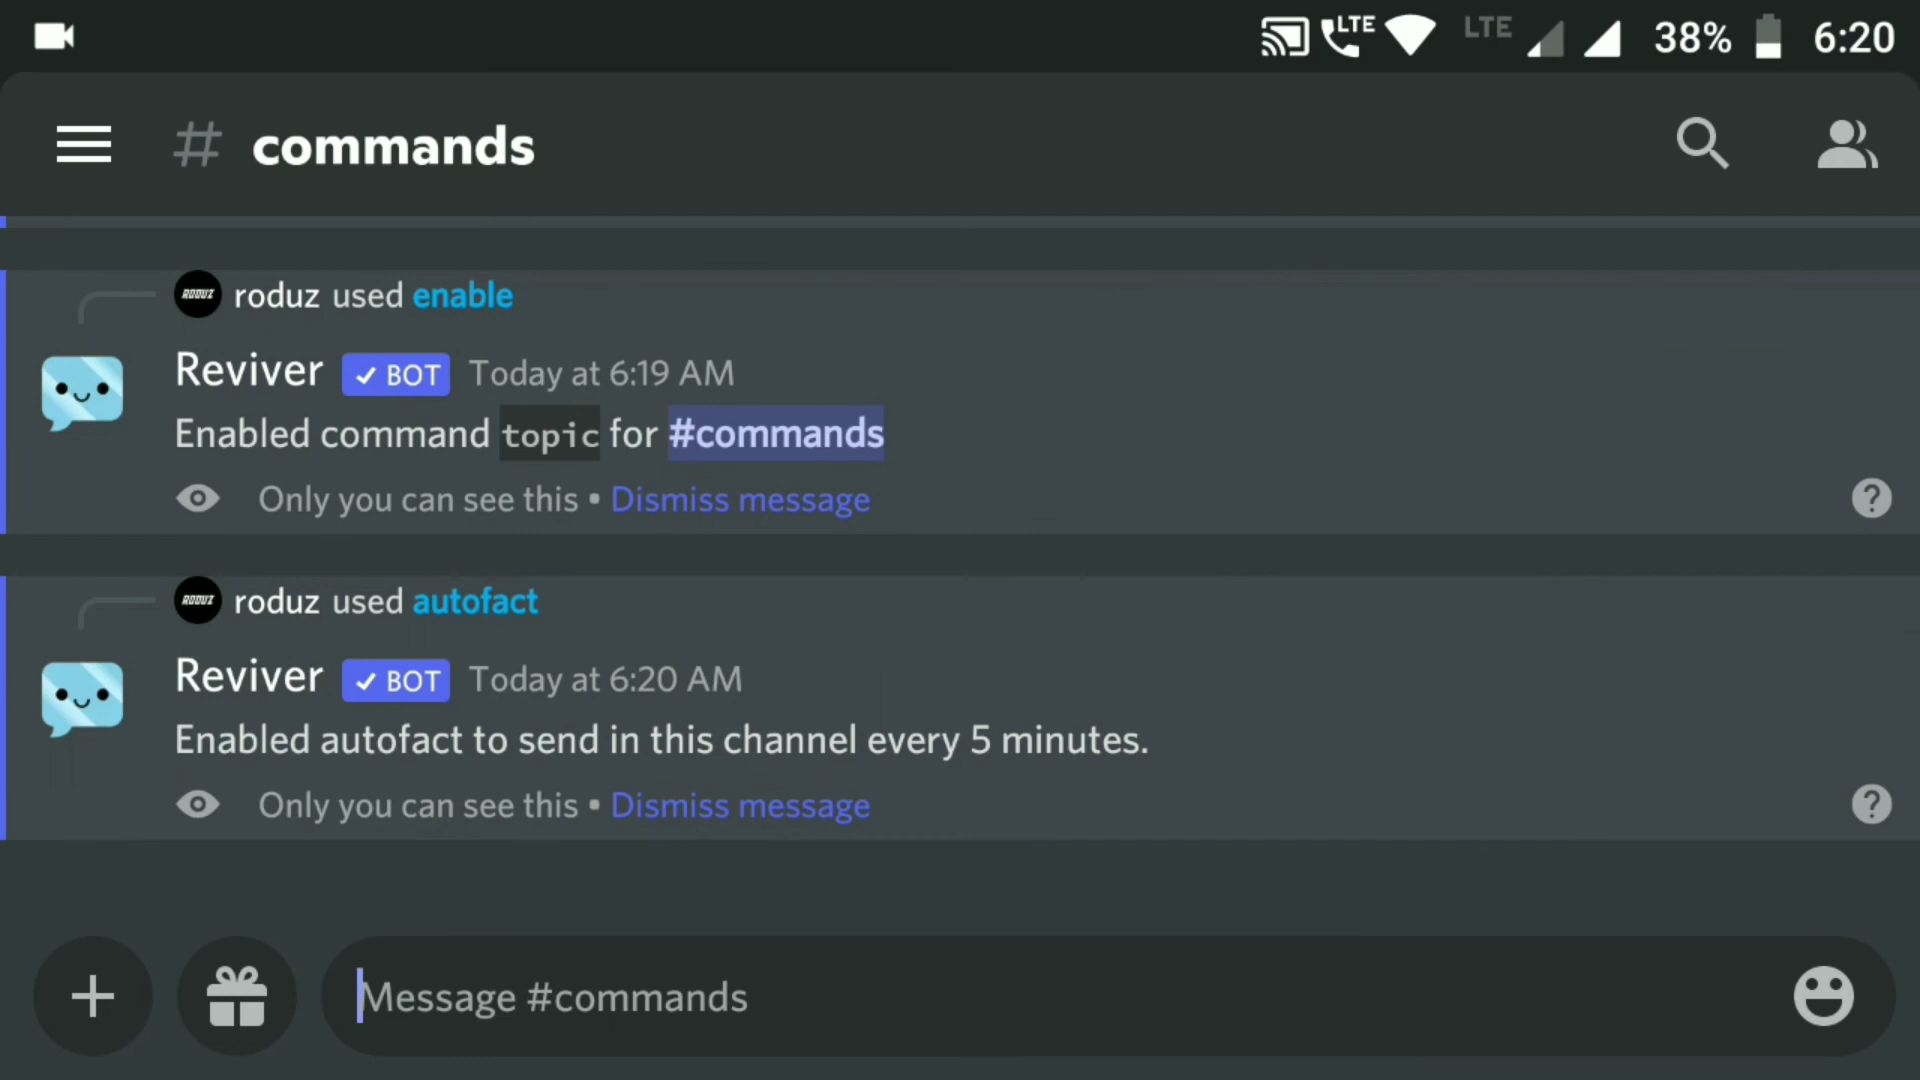 LTE LTE 38% 6:20
# commands
RODUZ roduz used enable
Reviver ✓ BOT Today at 6:19 AM
Enabled command topic for #commands
Only you can see this • Dismiss message
RODUZ roduz used autofact
Reviver ✓ BOT Today at 6:20 AM
Enabled autofact to send in this channel every 5 minutes.
Only you can see this • Dismiss message
Message #commands